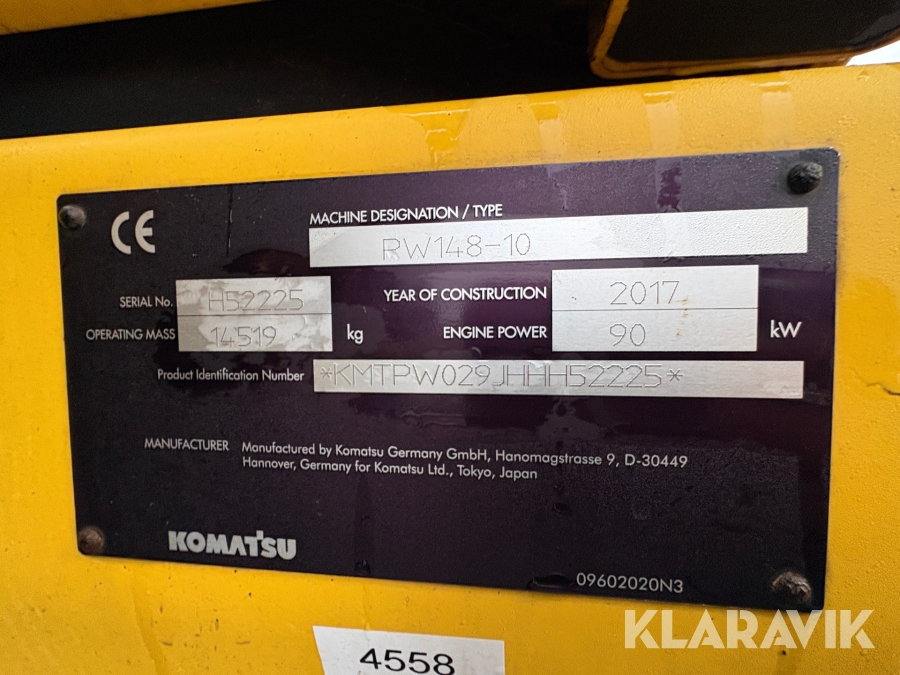 CE
MACHINE DESIGNATION / TYPE
RW148-10
SERIAL No. H52225
YEAR OF CONSTRUCTION 2017
OPERATING MASS 14519 kg
ENGINE POWER 90 kW
Product Identification Number *KMTPW029JHHH52225*
MANUFACTURER Manufactured by Komatsu Germany GmbH, Hanomagstrasse 9, D-30449
Hannover, Germany for Komatsu Ltd., Tokyo, Japan
KOMATSU
09602020N3
KLARAVIK
4558